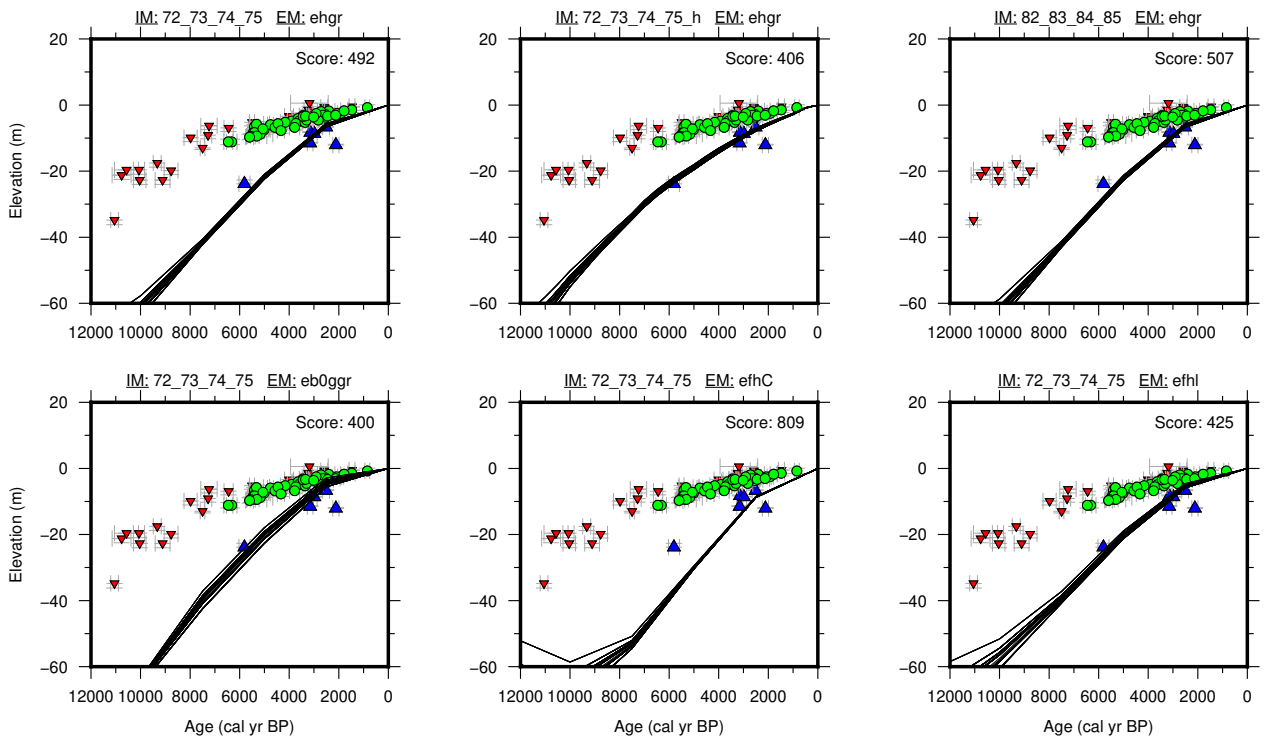 IM: 72_73_74_75 EM: ehgr
IM: 72_73_74_75_h EM: ehgr
IM: 82_83_84_85 EM: ehgr
Score: 492
Score: 406
Score: 507
Elevation (m)
20
0
−20
−40
−60
12000 10000 8000 6000 4000 2000 0
20
0
−20
−40
−60
12000 10000 8000 6000 4000 2000 0
20
0
−20
−40
−60
12000 10000 8000 6000 4000 2000 0
IM: 72_73_74_75 EM: eb0ggr
IM: 72_73_74_75 EM: efhC
IM: 72_73_74_75 EM: efhl
Score: 400
Score: 809
Score: 425
Elevation (m)
20
0
−20
−40
−60
12000 10000 8000 6000 4000 2000 0
Age (cal yr BP)
20
0
−20
−40
−60
12000 10000 8000 6000 4000 2000 0
Age (cal yr BP)
20
0
−20
−40
−60
12000 10000 8000 6000 4000 2000 0
Age (cal yr BP)